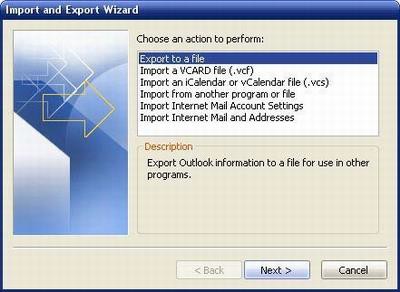 Import and Export Wizard
Choose an action to perform:
Export to a file
Import a VCARD file (.vcf)
Import an iCalendar or vCalendar file (.vcs)
Import from another program or file
Import Internet Mail Account Settings
Import Internet Mail and Addresses
Description
Export Outlook information to a file for use in other
programs.
< Back
Next >
Cancel